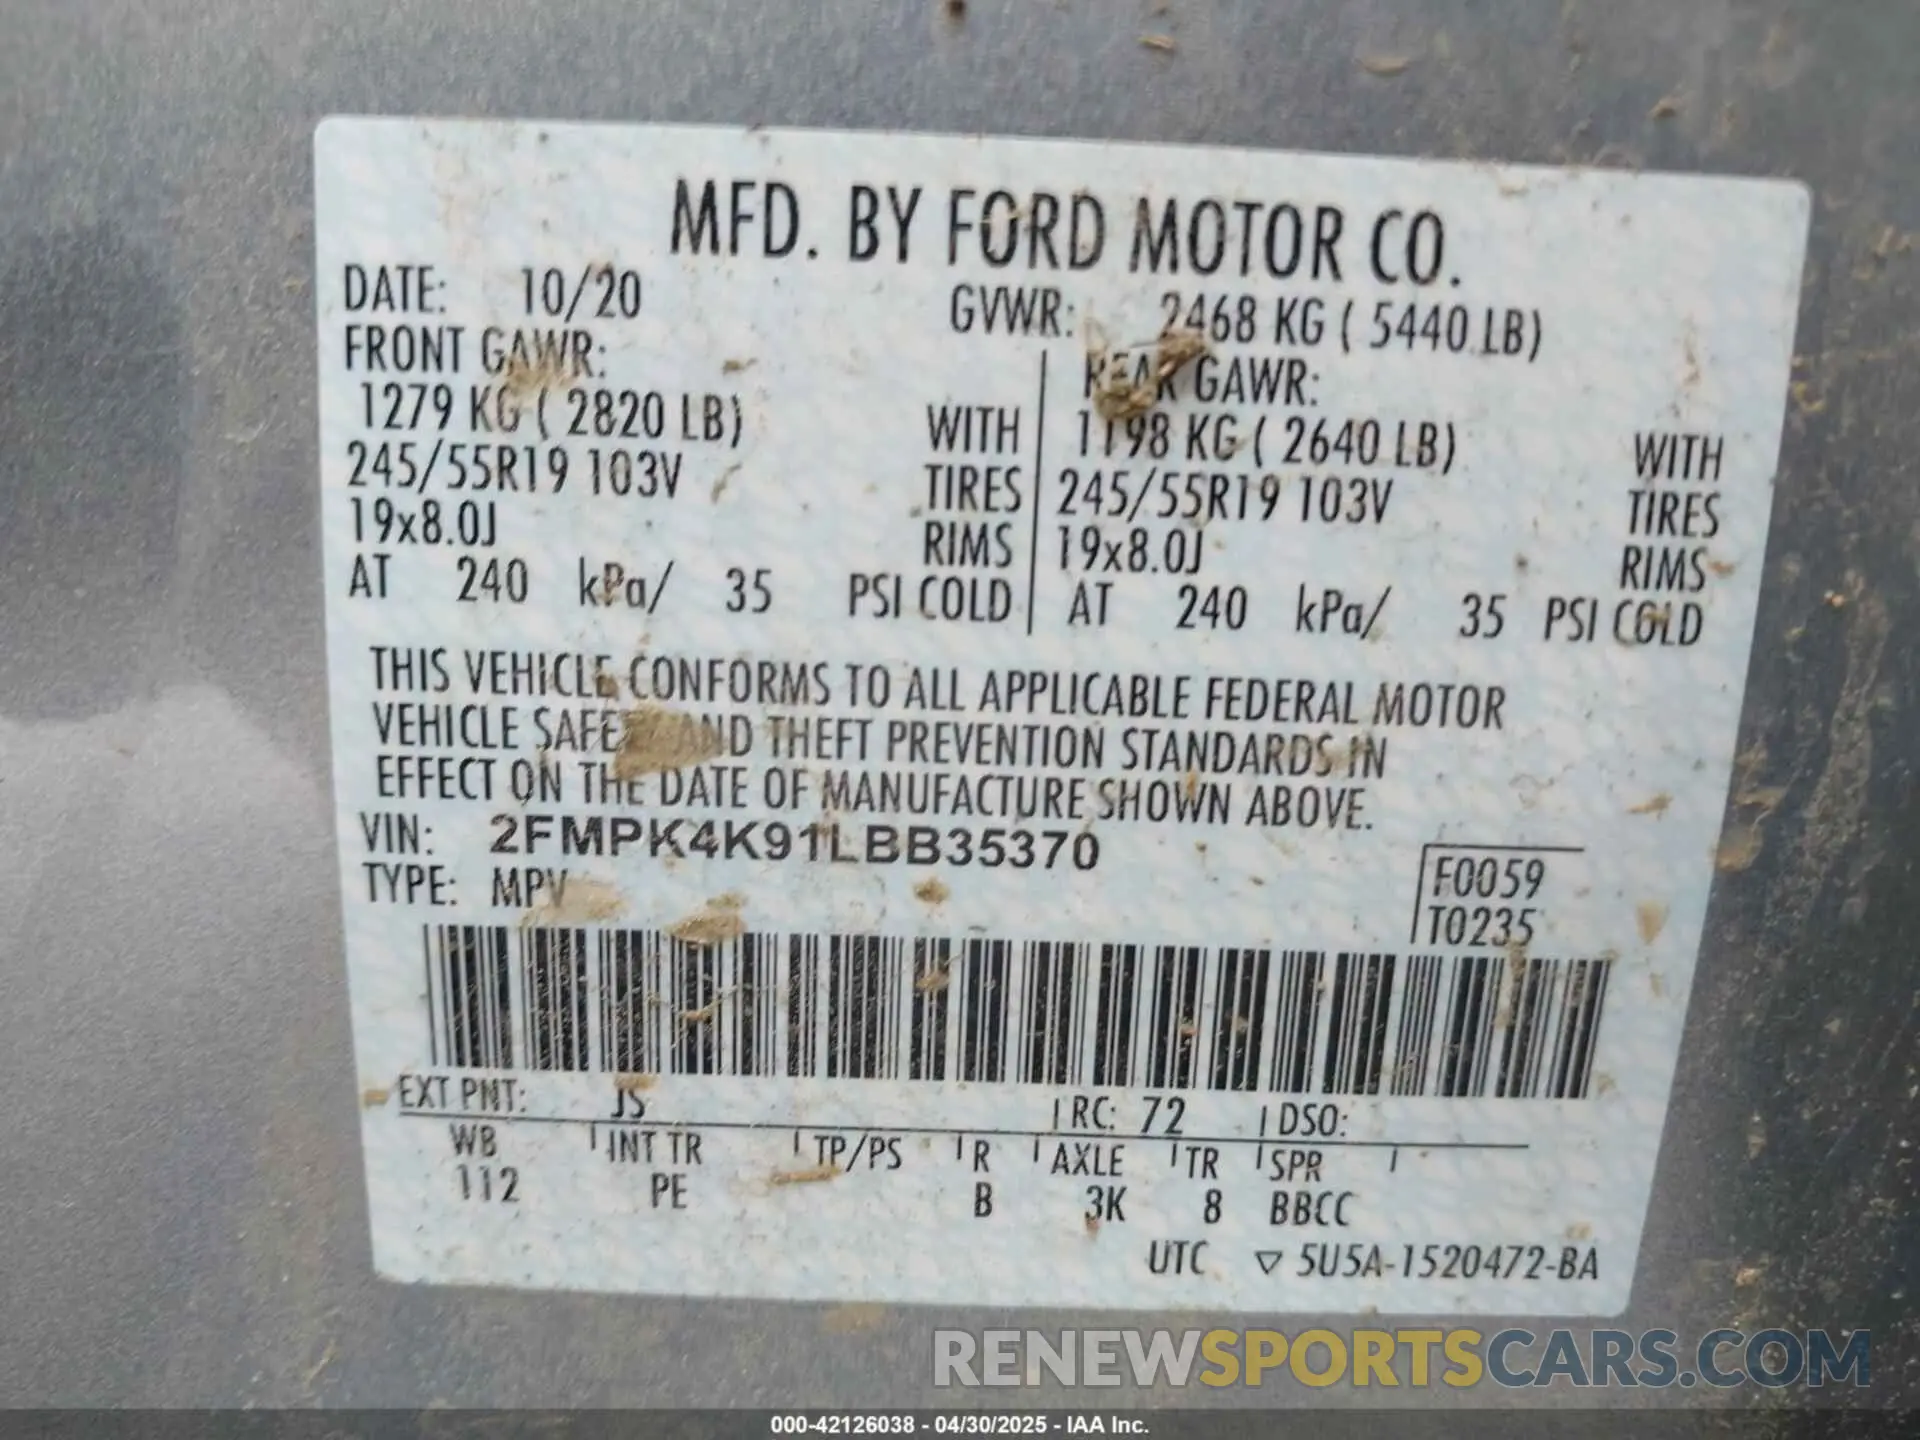 MFD. BY FORD MOTOR CO.
DATE: 10/20 GVWR: 2468 KG ( 5440 LB)
FRONT GAWR: REAR GAWR:
1279 KG ( 2820 LB) WITH 1198 KG ( 2640 LB) WITH
245/55R19 103V TIRES 245/55R19 103V TIRES
19x8.0J RIMS 19x8.0J RIMS
AT 240 kPa/ 35 PSI COLD AT 240 kPa/ 35 PSI COLD
THIS VEHICLE CONFORMS TO ALL APPLICABLE FEDERAL MOTOR
VEHICLE SAFETY AND THEFT PREVENTION STANDARDS IN
EFFECT ON THE DATE OF MANUFACTURE SHOWN ABOVE.
VIN: 2FMPK4K91LBB35370
TYPE: MPV
F0059
T0235
EXT PNT: JS RC: 72 DSO:
WB INT TR TP/PS R AXLE TR SPR
112 PE B 3K 8 BBCC
UTC ▽ 5U5A-1520472-BA
RENEWSPORTSCARS.COM
000-42126038 - 04/30/2025 - IAA Inc.